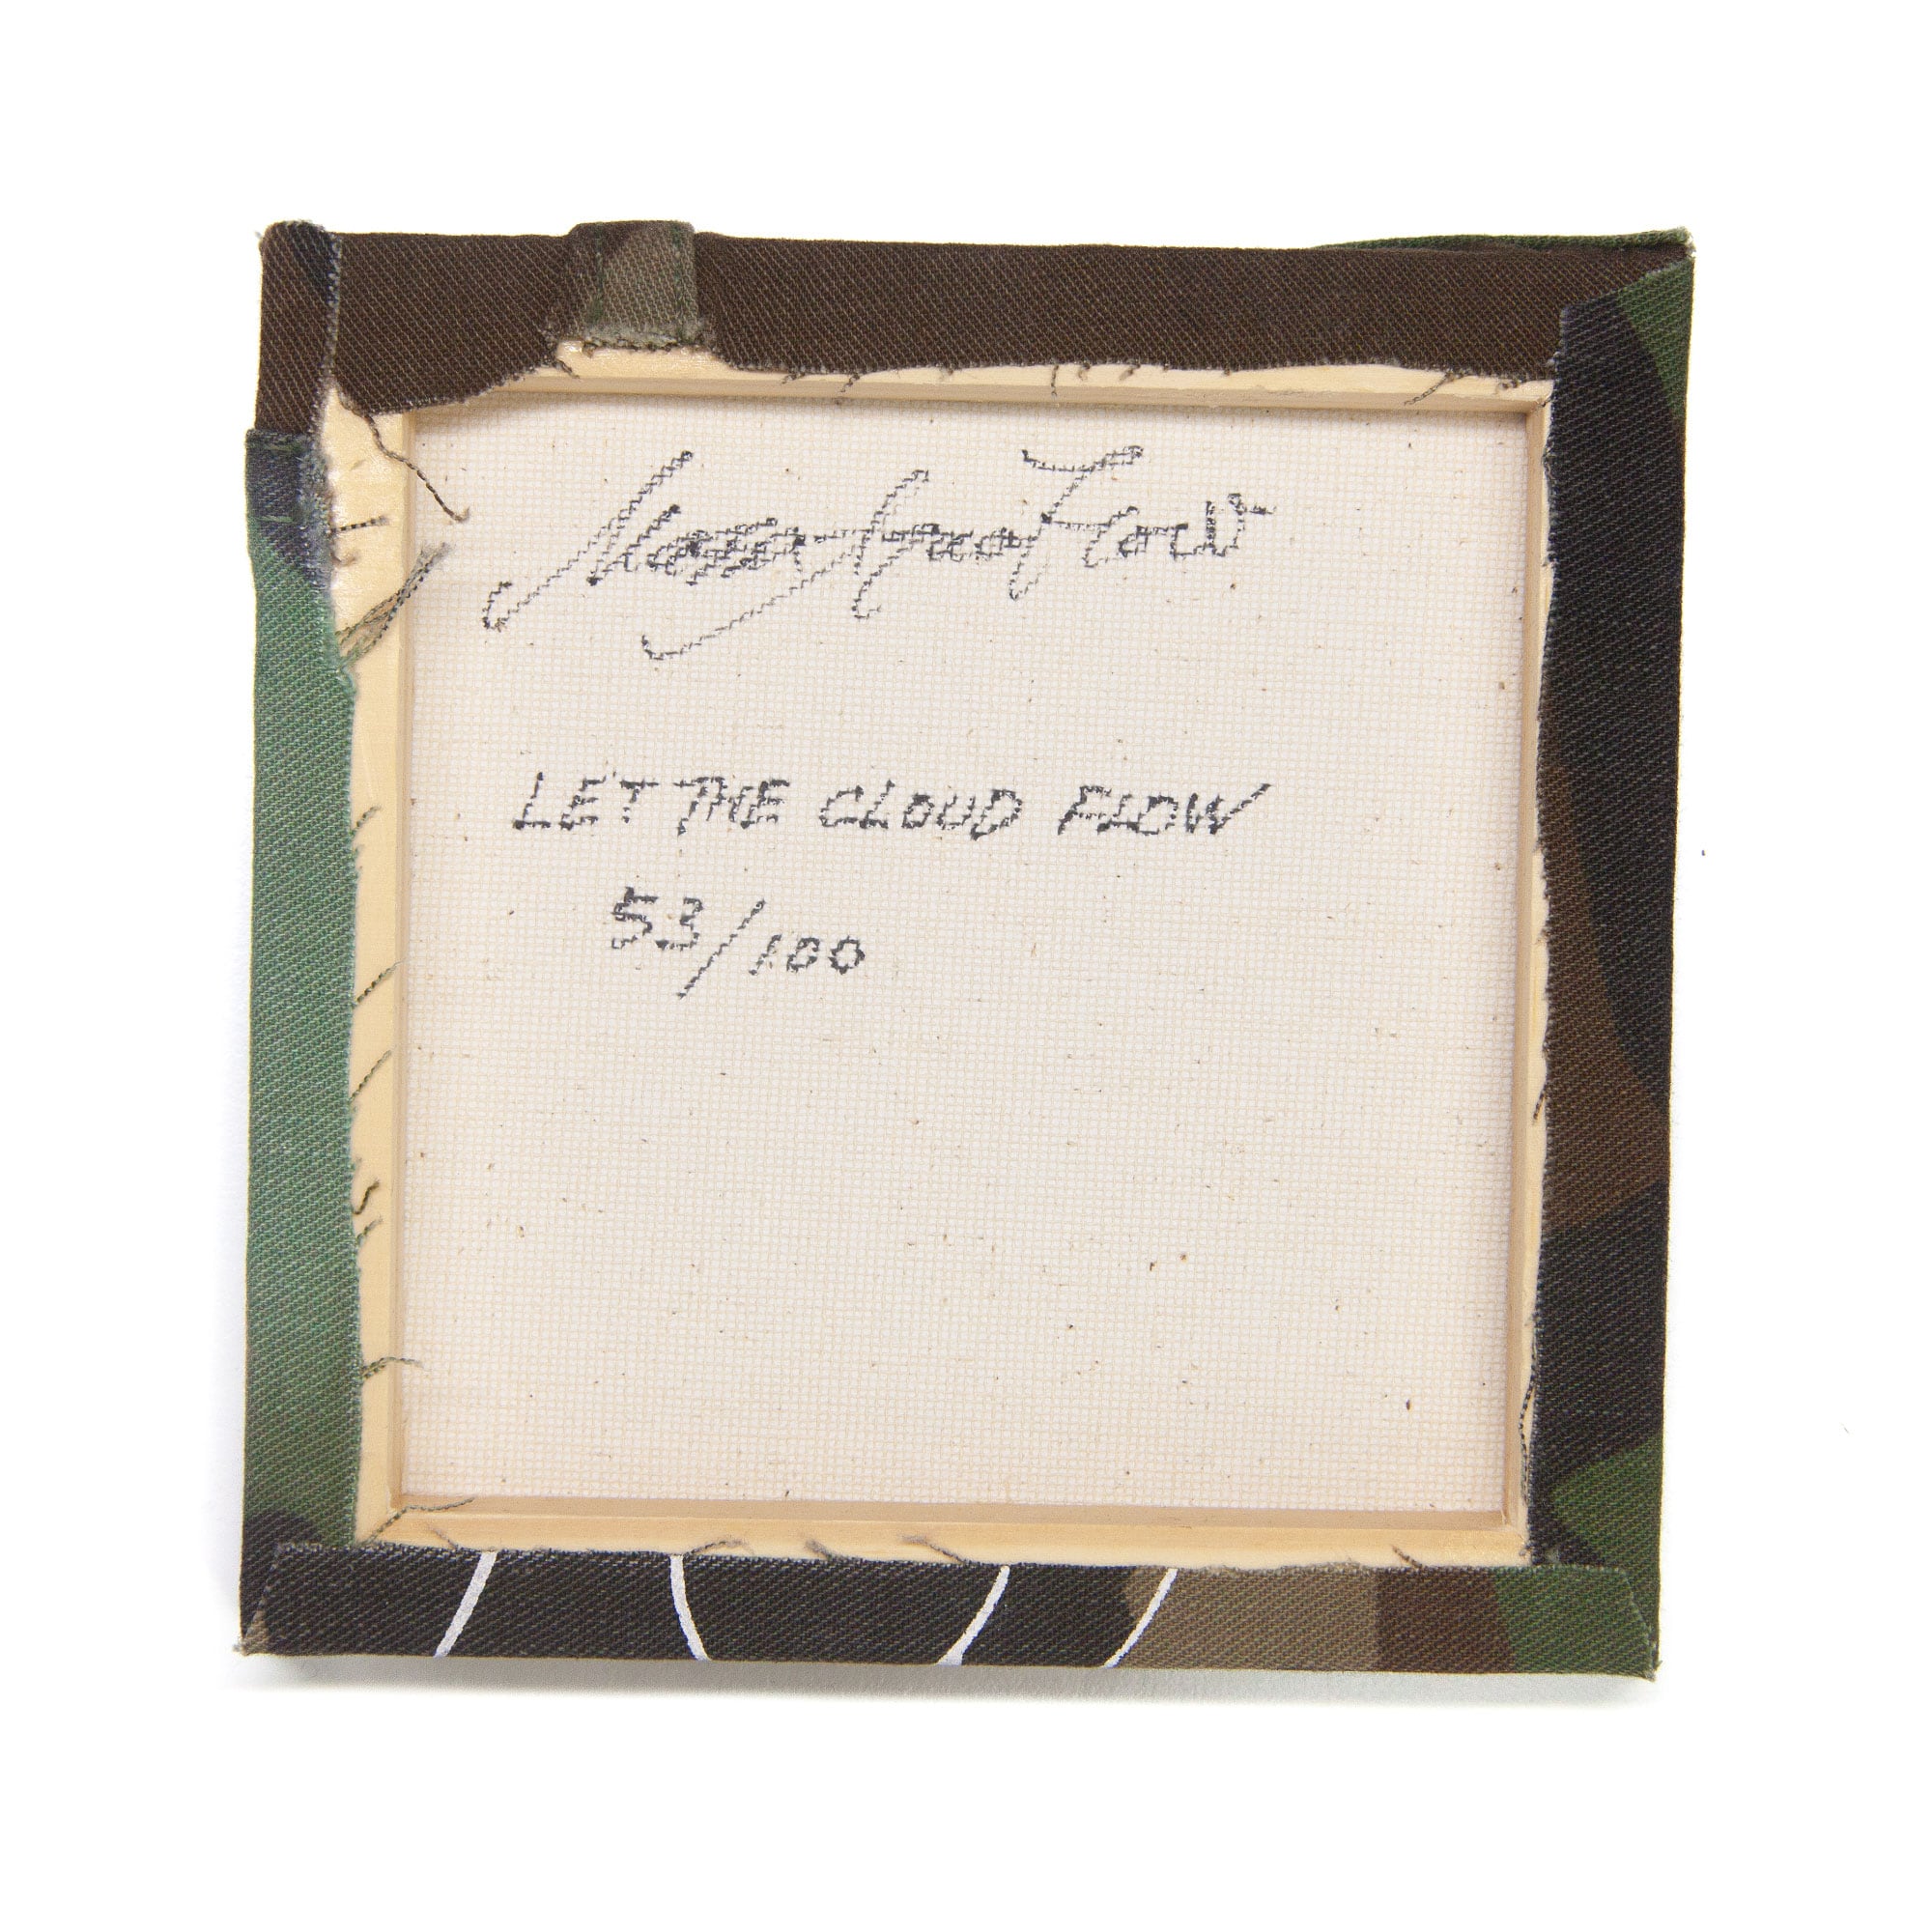 LET THE CLOUD FLOW
53/100